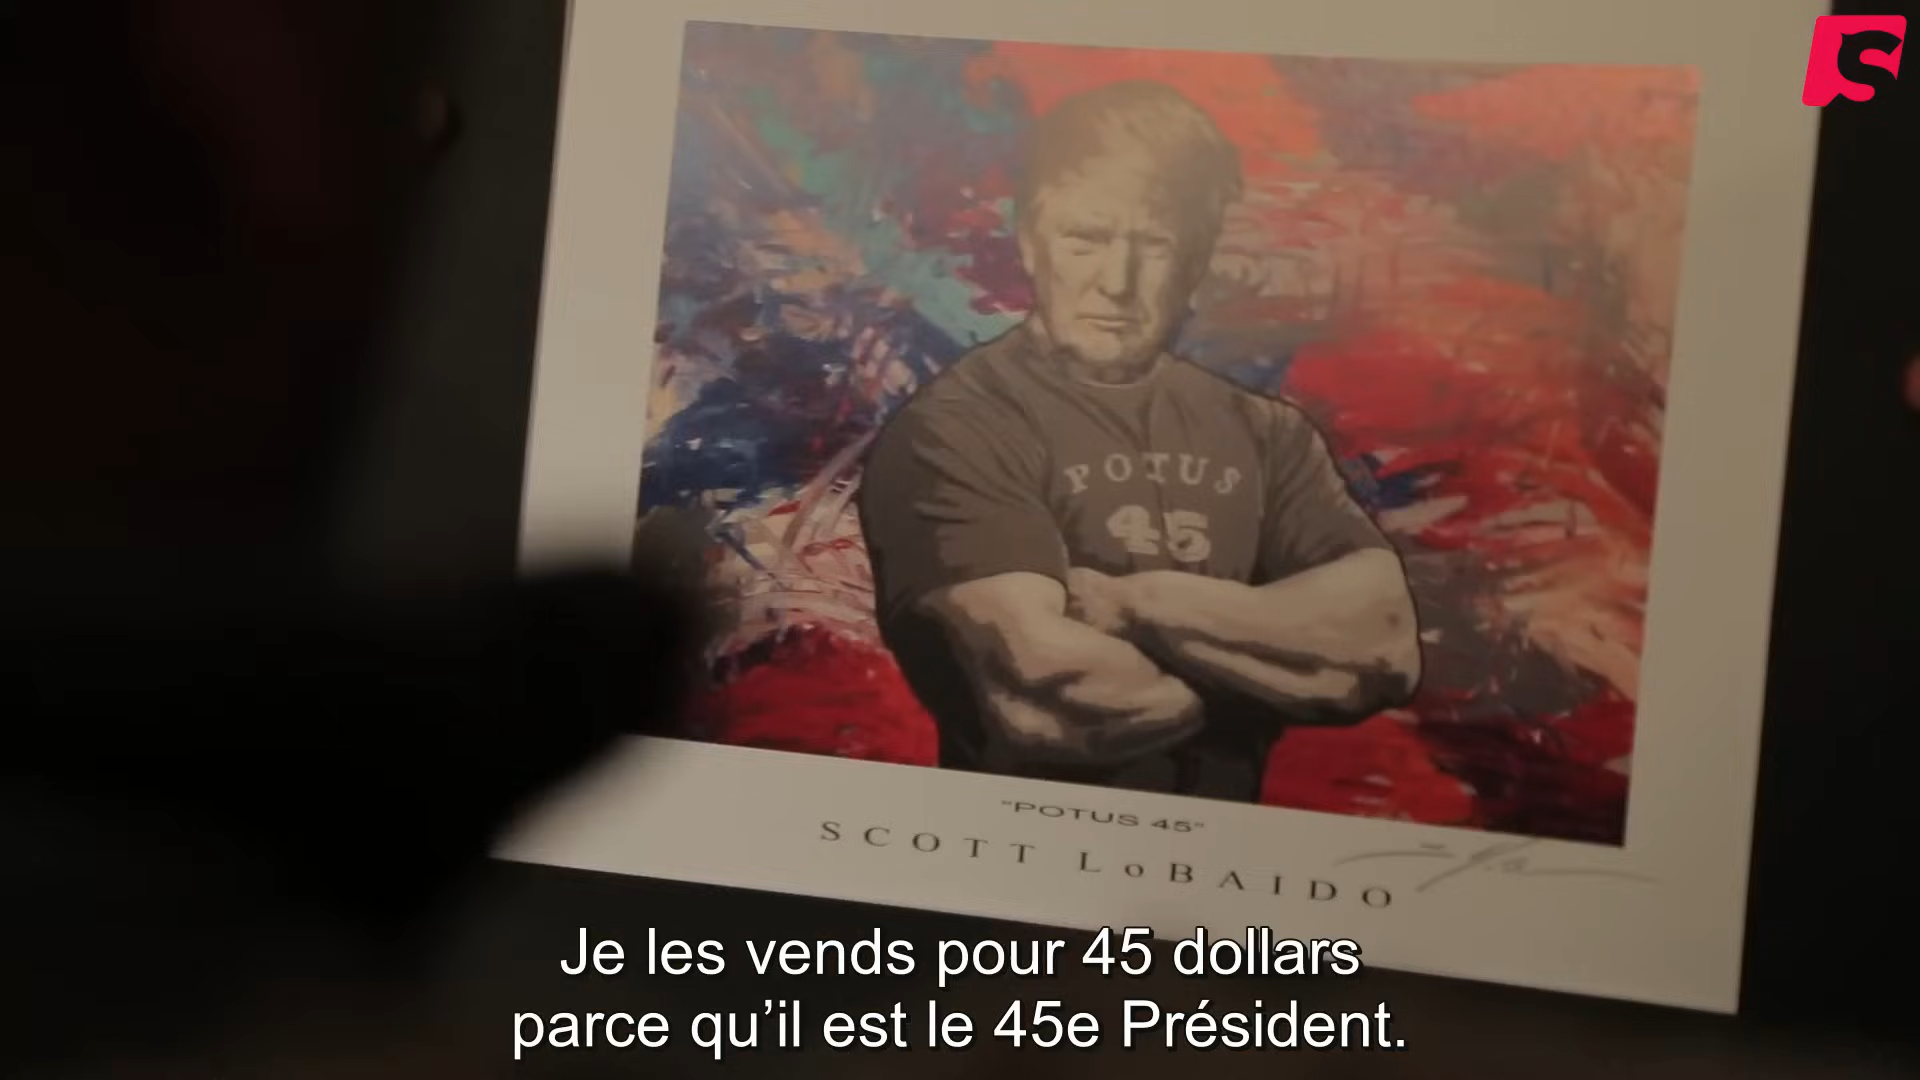 S
POTUS
45
"POTUS 45"
SCOTT LoBAIDO
Je les vends pour 45 dollars
parce qu’il est le 45e Président.